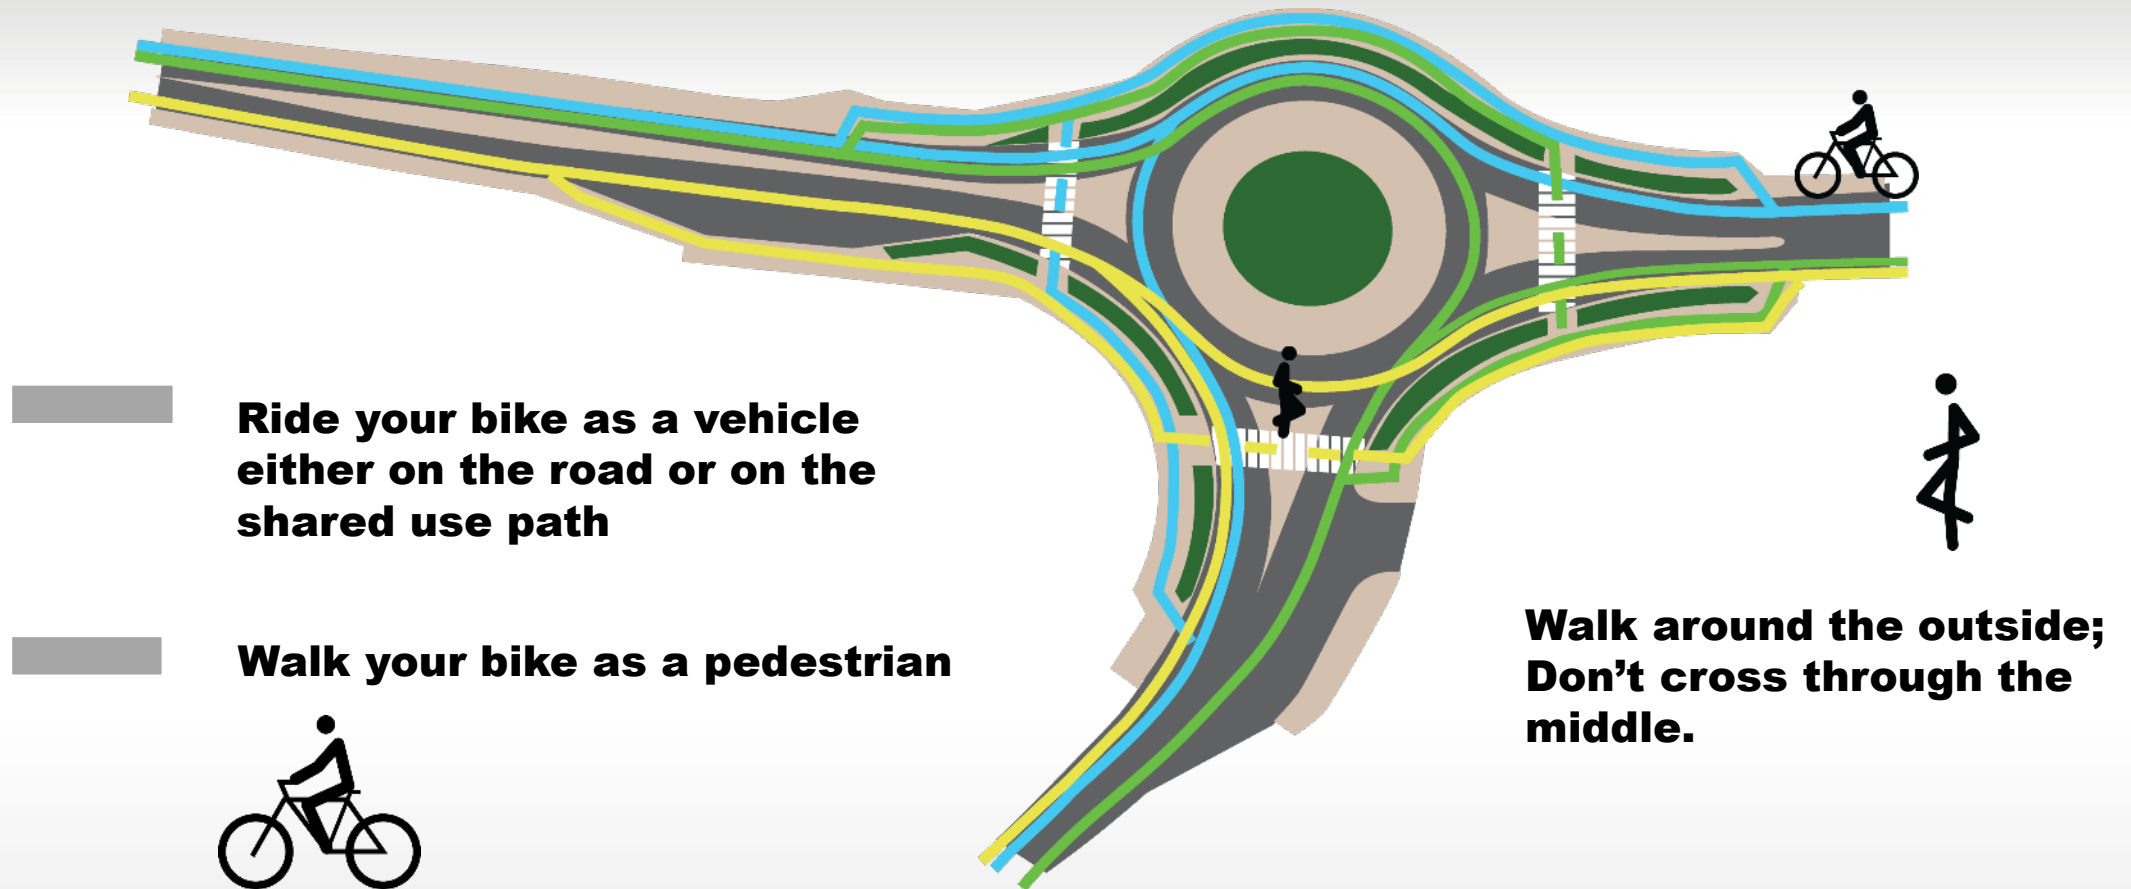 Ride your bike as a vehicle
either on the road or on the
shared use path
Walk your bike as a pedestrian
Walk around the outside;
Don’t cross through the
middle.